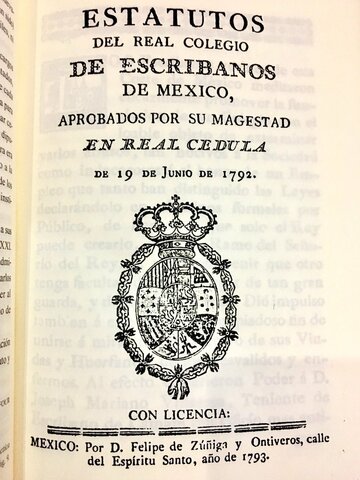 ESTATUTOS
DEL REAL COLEGIO
DE ESCRIBANOS
DE MEXICO,
APROBADOS POR SU MAGESTAD
EN REAL CEDULA
DE 19 DE JUNIO DE 1792.
CON LICENCIA:
MEXICO: Por D. Felipe de Zúñiga y Ontiveros, calle
del Espíritu Santo, año de 1793.